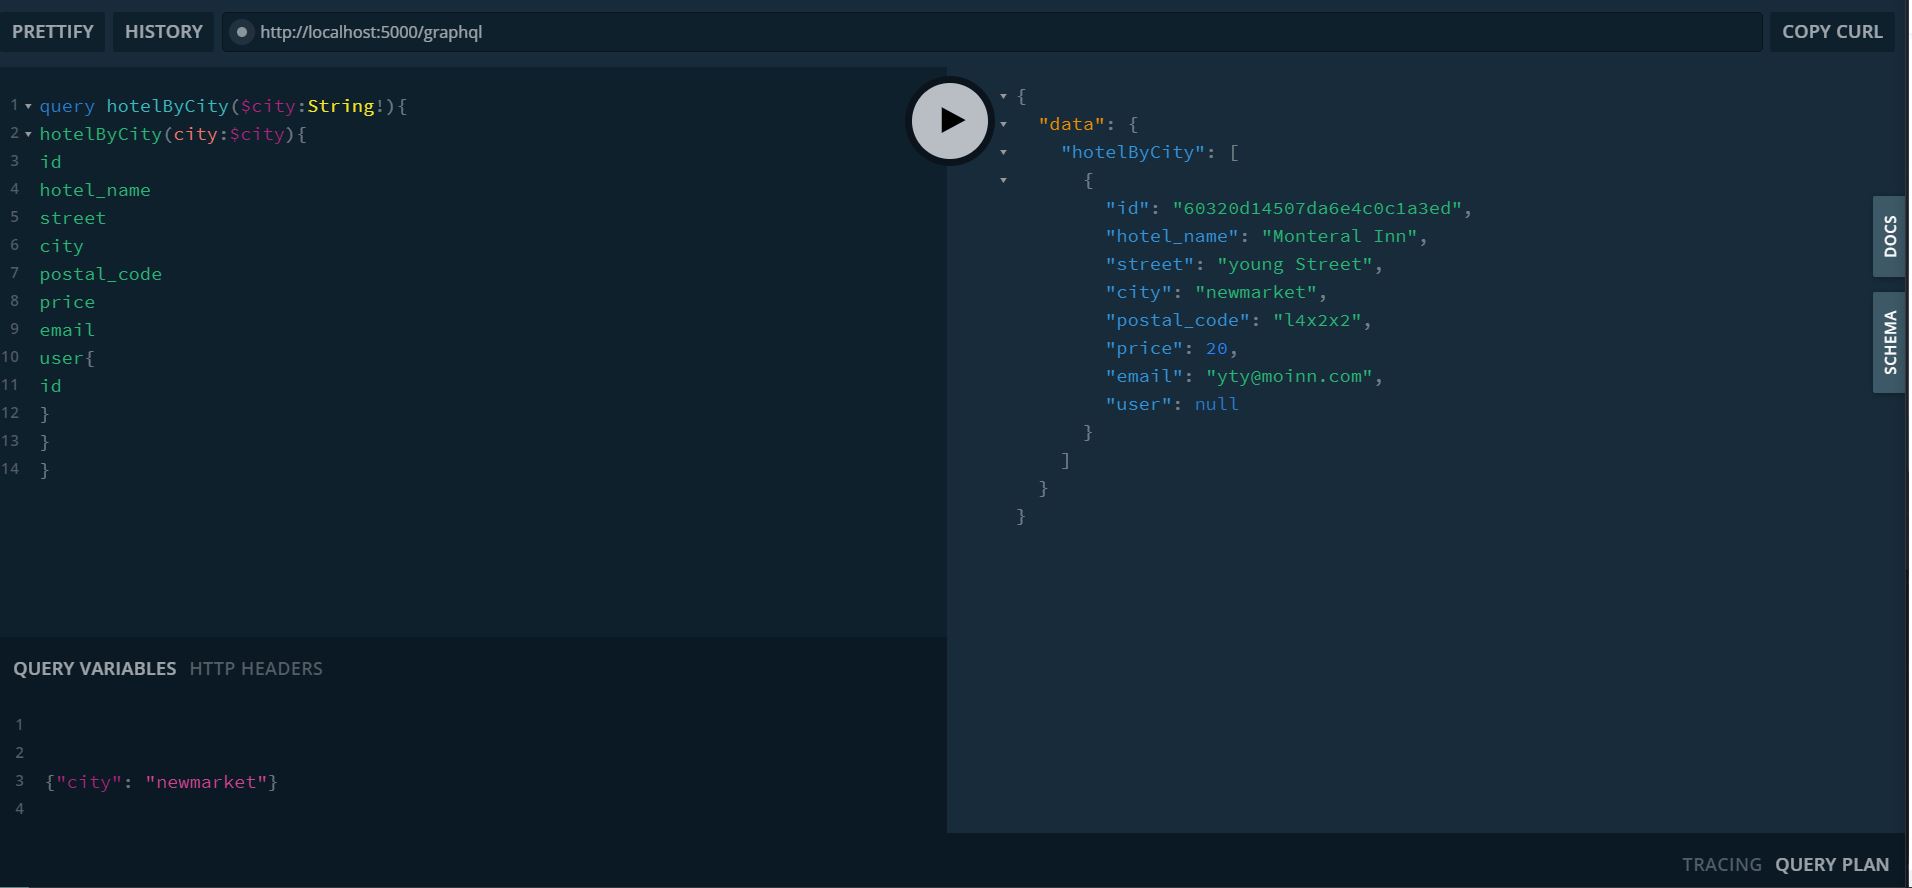 PRETTIFY HISTORY http://localhost:5000/graphql COPY CURL
1 query hotelByCity($city:String!){
2 hotelByCity(city:$city){
3 id
4 hotel_name
5 street
6 city
7 postal_code
8 price
9 email
10 user{
11 id
12 }
13 }
14 }
{
"data": {
"hotelByCity": [
{
"id": "60320d14507da6e4c0c1a3ed",
"hotel_name": "Monteral Inn",
"street": "young Street",
"city": "newmarket",
"postal_code": "l4x2x2",
"price": 20,
"email": "yty@moinn.com",
"user": null
}
]
}
}
DOCS
SCHEMA
QUERY VARIABLES HTTP HEADERS
1
2
3 {"city": "newmarket"}
4
TRACING QUERY PLAN